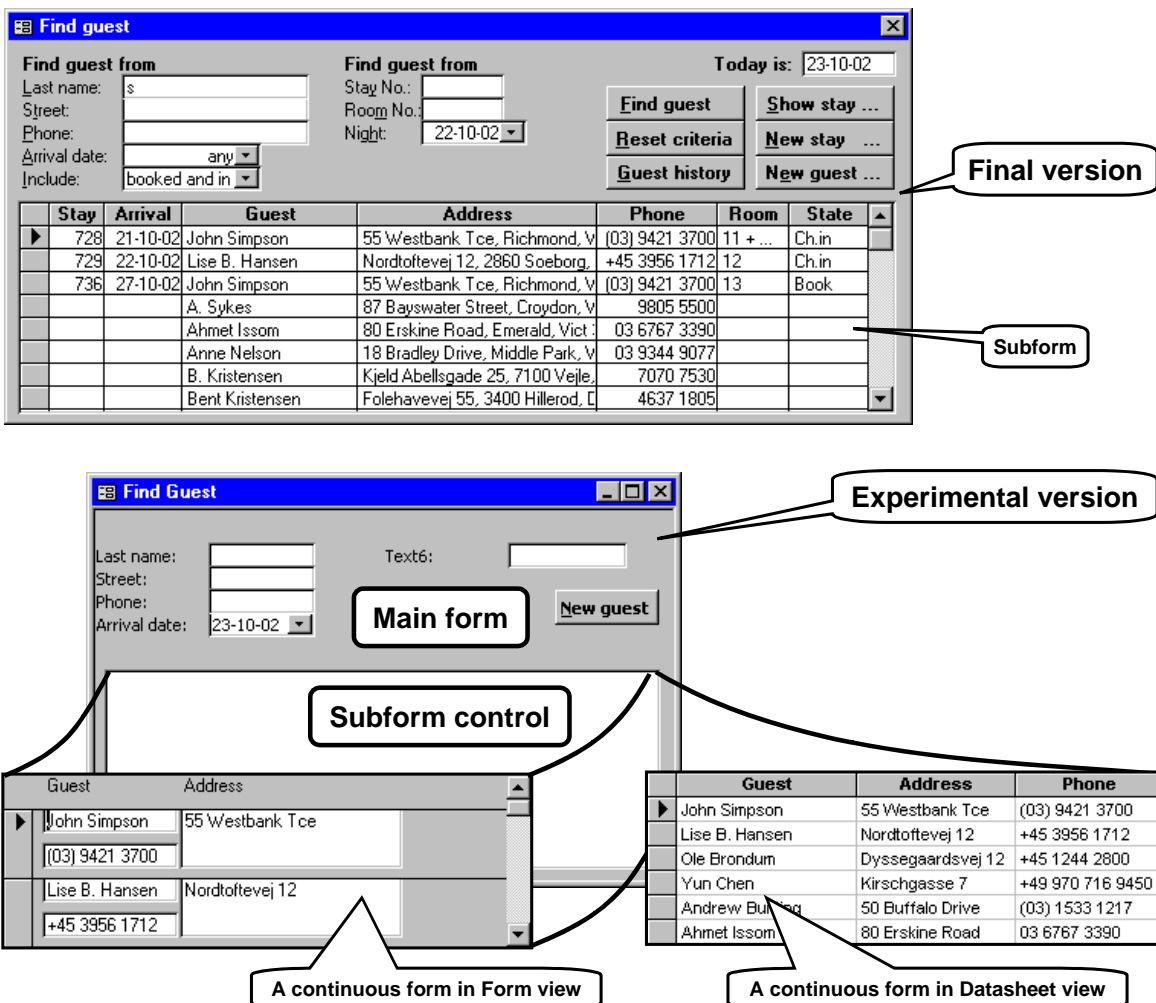 Find guest
Find guest from
Last name: s
Street:
Phone:
Arrival date: any
Include: booked and in
Find guest from
Stay No.:
Room No.:
Night: 22-10-02
Today is: 23-10-02
Find guest
Show stay ...
Reset criteria
New stay ...
Guest history
New guest ...
Final version
Stay Arrival Guest Address Phone Room State
728 21-10-02 John Simpson 55 Westbank Tce, Richmond, V (03) 9421 3700 11 + ... Ch.in
729 22-10-02 Lise B. Hansen Nordtoftevej 12, 2860 Soeborg, +45 3956 1712 12 Ch.in
736 27-10-02 John Simpson 55 Westbank Tce, Richmond, V (03) 9421 3700 13 Book
A. Sykes 87 Bayswater Street, Croydon, V 9805 5500
Ahmet Issom 80 Erskine Road, Emerald, Vict 03 6767 3390
Anne Nelson 18 Bradley Drive, Middle Park, V 03 9344 9077
B. Kristensen Kjeld Abellsgade 25, 7100 Vejle, 7070 7530
Bent Kristensen Folehavevej 55, 3400 Hillerod, D 4637 1805
Subform
Find Guest
Experimental version
Last name:
Street:
Phone:
Arrival date: 23-10-02
Text6:
New guest
Main form
Subform control
Guest Address
John Simpson 55 Westbank Tce
(03) 9421 3700
Lise B. Hansen Nordtoftevej 12
+45 3956 1712
A continuous form in Form view
Guest Address Phone
John Simpson 55 Westbank Tce (03) 9421 3700
Lise B. Hansen Nordtoftevej 12 +45 3956 1712
Ole Brondum Dyssegaardsvej 12 +45 1244 2800
Yun Chen Kirschgasse 7 +49 970 716 9450
Andrew 50 Buffalo Drive (03) 1533 1217
Ahmet Issom 80 Erskine Road 03 6767 3390
A continuous form in Datasheet view